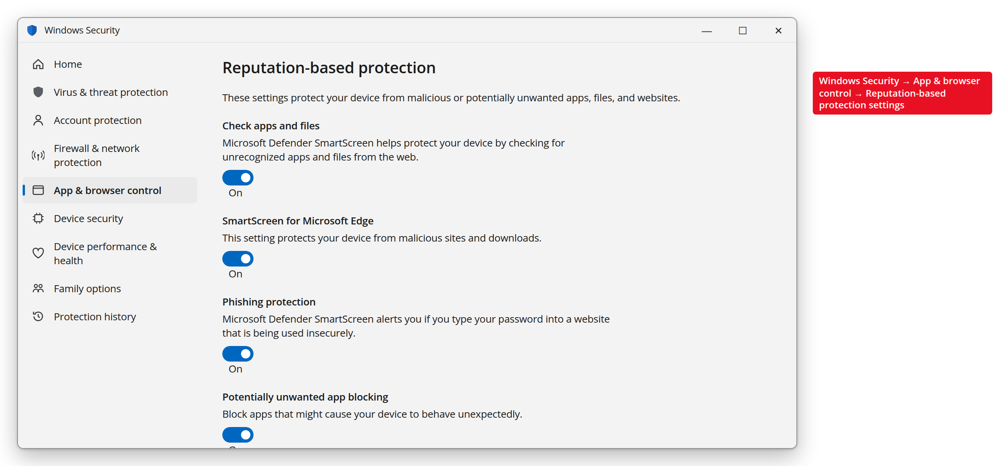 Windows Security
Home
Virus & threat protection
Account protection
Firewall & network
protection
App & browser control
Device security
Device performance &
health
Family options
Protection history
Reputation-based protection
These settings protect your device from malicious or potentially unwanted apps, files, and websites.
Check apps and files
Microsoft Defender SmartScreen helps protect your device by checking for
unrecognized apps and files from the web.
On
SmartScreen for Microsoft Edge
This setting protects your device from malicious sites and downloads.
On
Phishing protection
Microsoft Defender SmartScreen alerts you if you type your password into a website
that is being used insecurely.
On
Potentially unwanted app blocking
Block apps that might cause your device to behave unexpectedly.
Windows Security → App & browser
control → Reputation-based
protection settings